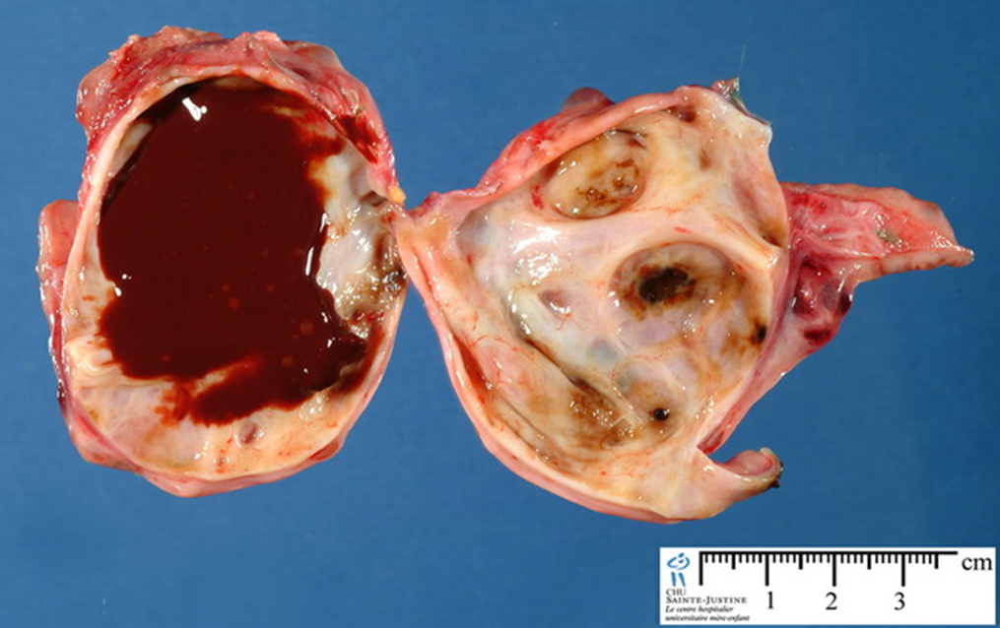 cm
CHU
SAINTE-JUSTINE
Le centre hospitalier
universitaire mère-enfant
1 2 3